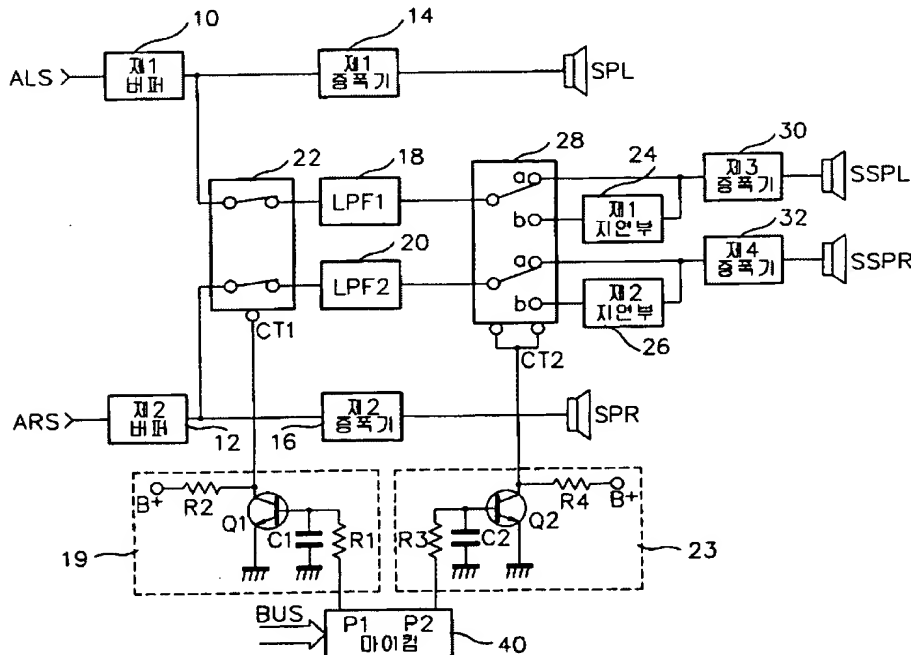 10
14
ALS
제1
버퍼
제1
증폭기
SPL
22
18
28
24
30
LPF1
a
b
제1
지연부
제3
증폭기
SSPL
20
32
LPF2
a
b
제2
지연부
제4
증폭기
SSPR
26
CT1
CT2
ARS
제2
버퍼
12
16
제2
증폭기
SPR
B+
R2
Q1
C1
R1
R3
C2
Q2
R4
B+
19
23
BUS
P1 P2
마이컴
40